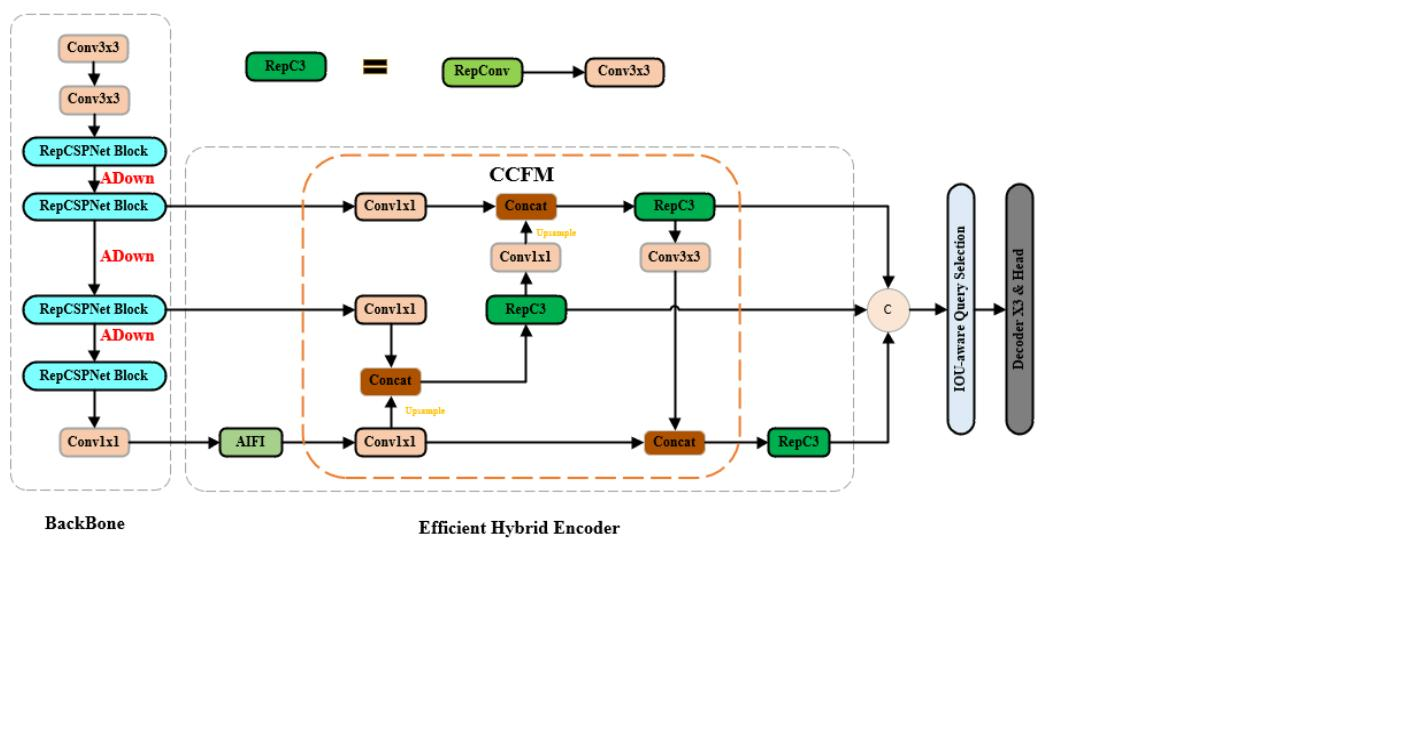 Conv3x3
Conv3x3
RepCSPNet Block
ADown
RepCSPNet Block
ADown
RepCSPNet Block
ADown
RepCSPNet Block
Conv1x1
BackBone
RepC3
=
RepConv
Conv3x3
CCFM
Conv1x1
Concat
RepC3
Upsample
Conv1x1
Conv3x3
Conv1x1
RepC3
Concat
Upsample
AIFI
Conv1x1
Concat
RepC3
Efficient Hybrid Encoder
C
IOU-aware Query Selection
Decoder X3 & Head